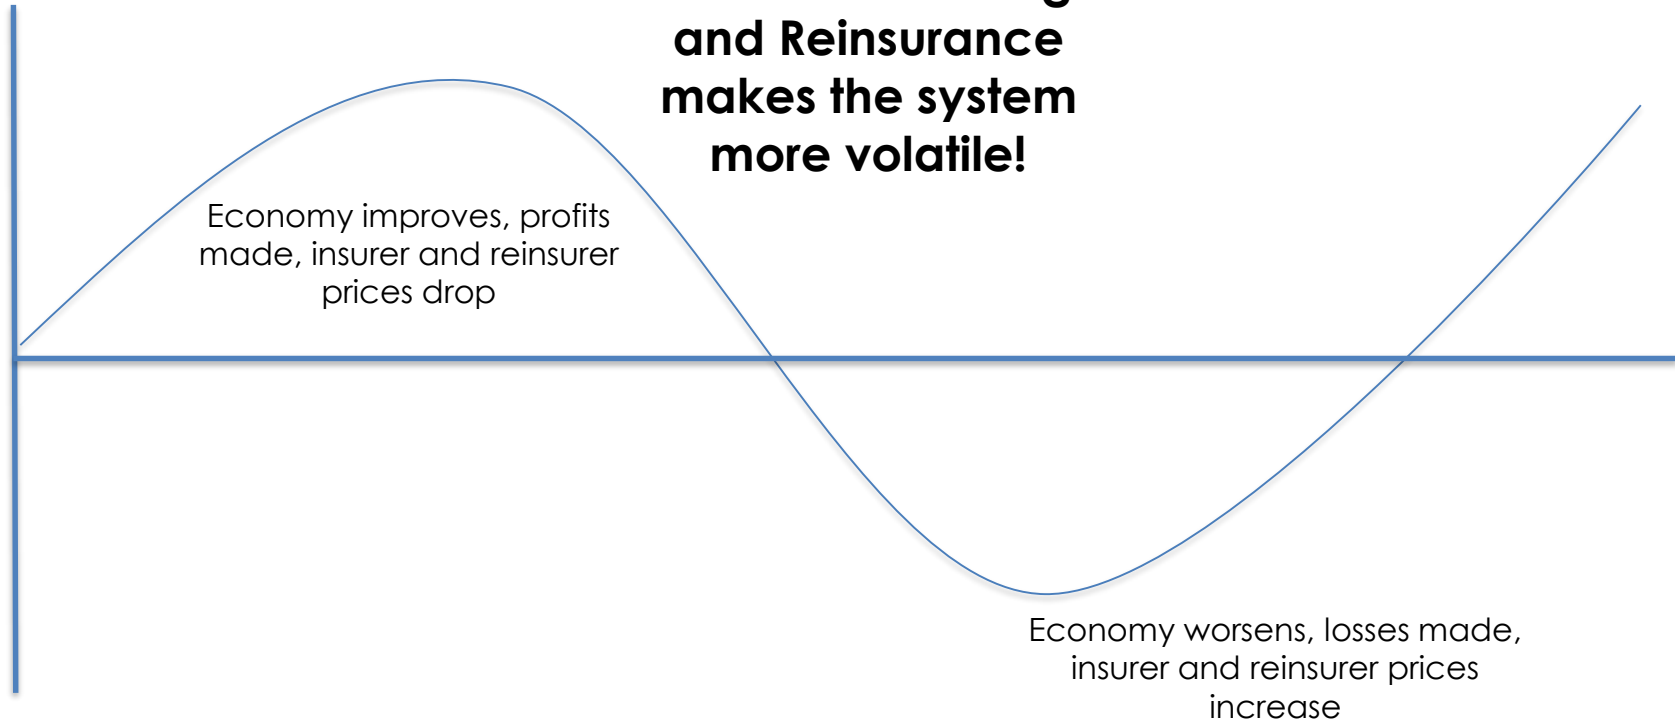 and Reinsurance
makes the system
more volatile!
Economy improves, profits
made, insurer and reinsurer
prices drop
Economy worsens, losses made,
insurer and reinsurer prices
increase